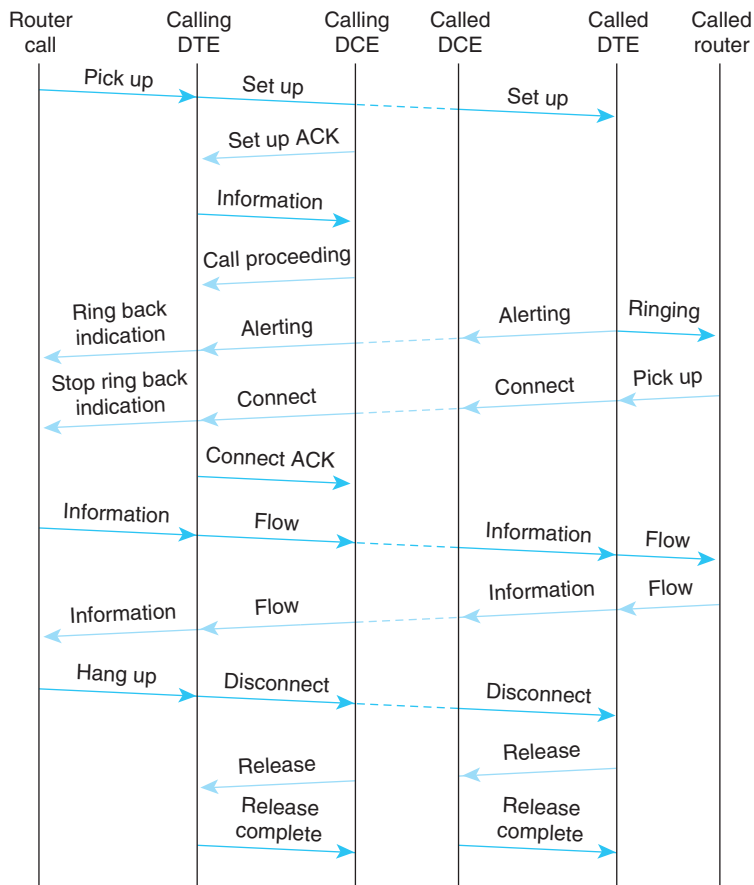 Router call
Calling DTE
Calling DCE
Called DCE
Called DTE
Called router
Pick up
Set up
Set up
Set up ACK
Information
Call proceeding
Ring back indication
Alerting
Alerting
Ringing
Stop ring back indication
Connect
Connect
Pick up
Connect ACK
Information
Flow
Information
Flow
Information
Flow
Information
Flow
Hang up
Disconnect
Disconnect
Release
Release
Release complete
Release complete